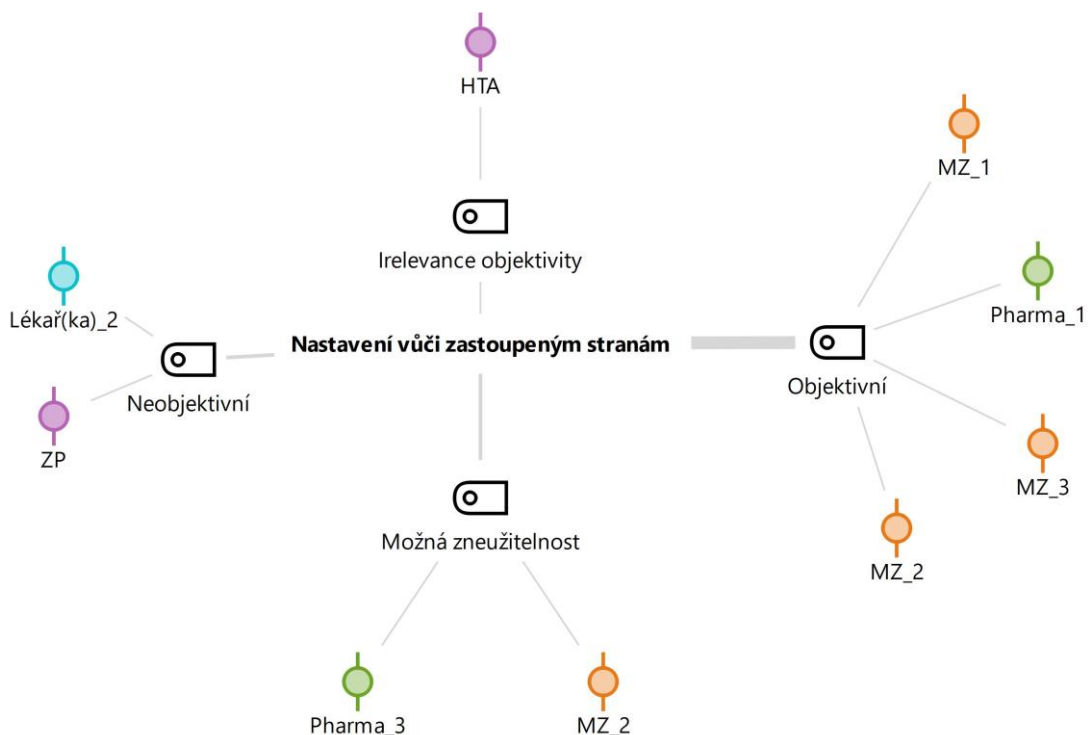 HTA
MZ_1
Irelevance objektivity
Lékař(ka)_2
Pharma_1
Nastavení vůči zastoupeným stranám
Objektivní
Neobjektivní
ZP
MZ_3
Možná zneužitelnost
MZ_2
Pharma_3
MZ_2